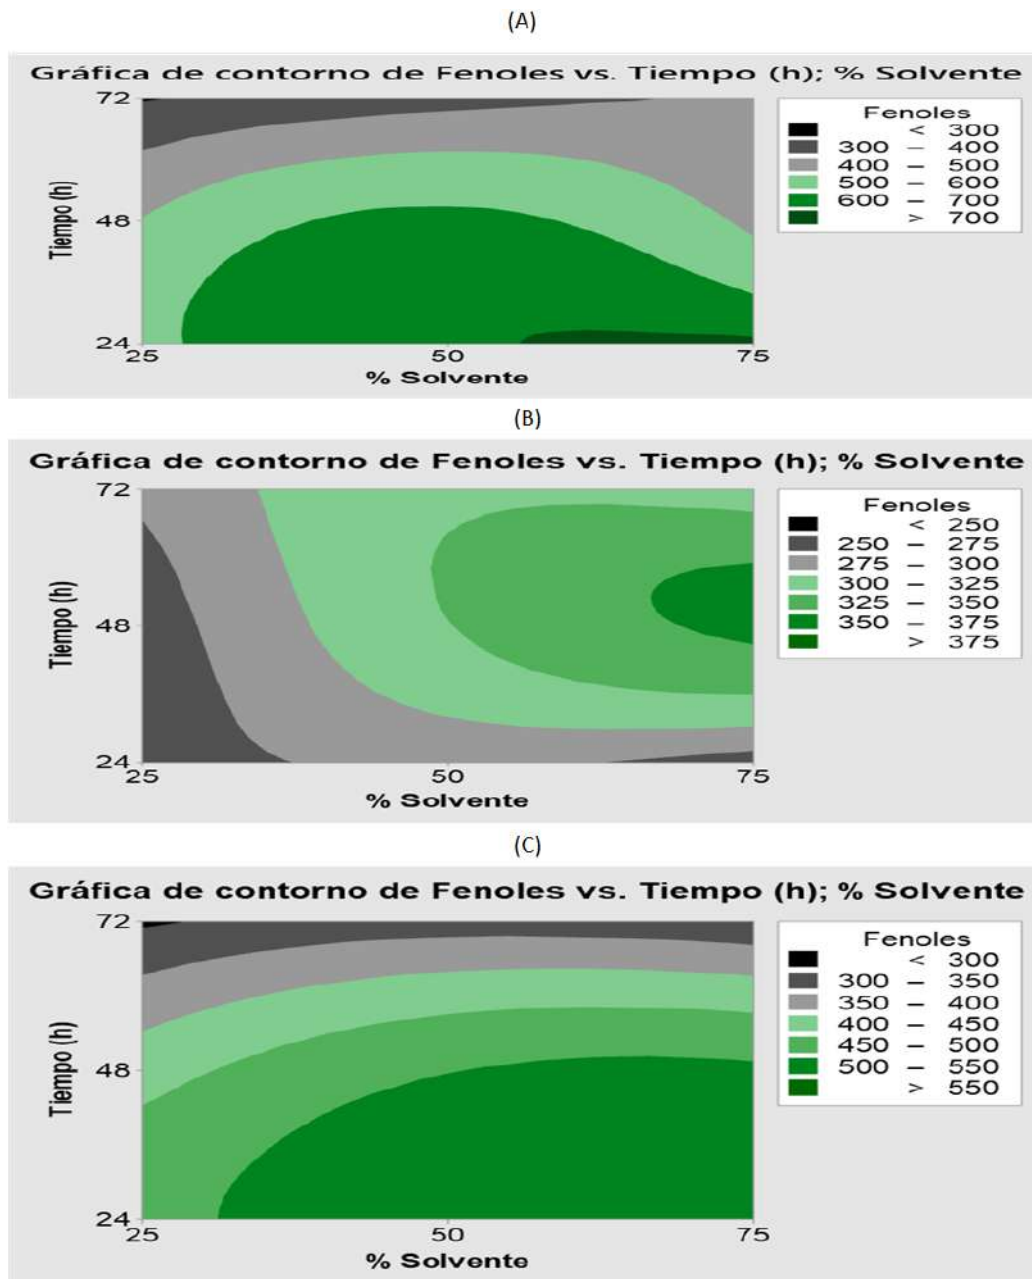 (A)
Gráfica de contorno de Fenoles vs. Tiempo (h); % Solvente
72
48
24
Tiempo (h)
25 50 75
% Solvente
Fenoles
< 300
300 – 400
400 – 500
500 – 600
600 – 700
> 700
(B)
Gráfica de contorno de Fenoles vs. Tiempo (h); % Solvente
72
48
24
Tiempo (h)
25 50 75
% Solvente
Fenoles
< 250
250 – 275
275 – 300
300 – 325
325 – 350
350 – 375
> 375
(C)
Gráfica de contorno de Fenoles vs. Tiempo (h); % Solvente
72
48
24
Tiempo (h)
25 50 75
% Solvente
Fenoles
< 300
300 – 350
350 – 400
400 – 450
450 – 500
500 – 550
> 550